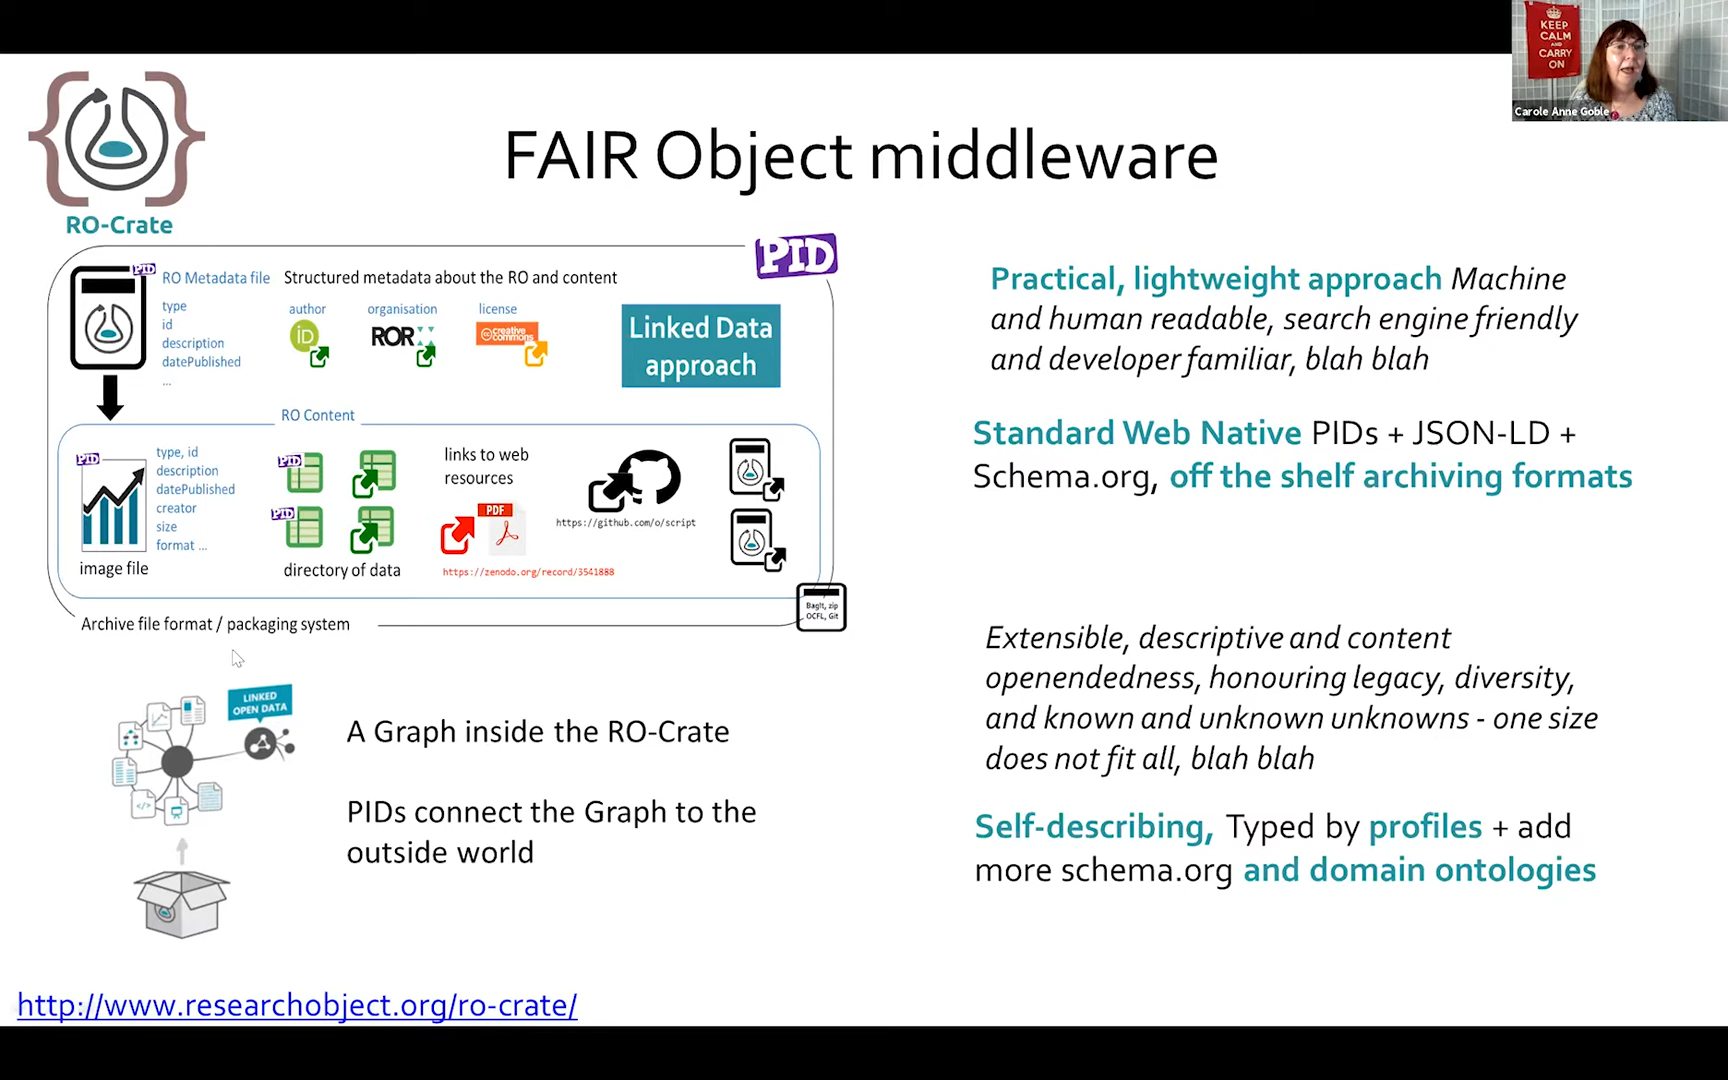 KEEP
CALM
AND
CARRY
ON
Carole Anne Goble
FAIR Object middleware
RO-Crate
PID
PID
RO Metadata file
Structured metadata about the RO and content
type
id
description
datePublished
...
author
organisation
license
iD
ROR
creative
commons
Linked Data
approach
RO Content
PID
type, id
description
datePublished
creator
size
format ...
image file
PID
PID
directory of data
links to web
resources
PDF
https://zenodo.org/record/3541888
https://github.com/o/script
BagIt, zip
OCFL, Git
Archive file format / packaging system
LINKED
OPEN DATA
</>
A Graph inside the RO-Crate
PIDs connect the Graph to the
outside world
Practical, lightweight approach Machine
and human readable, search engine friendly
and developer familiar, blah blah
Standard Web Native PIDs + JSON-LD +
Schema.org, off the shelf archiving formats
Extensible, descriptive and content
openendedness, honouring legacy, diversity,
and known and unknown unknowns - one size
does not fit all, blah blah
Self-describing, Typed by profiles + add
more schema.org and domain ontologies
http://www.researchobject.org/ro-crate/